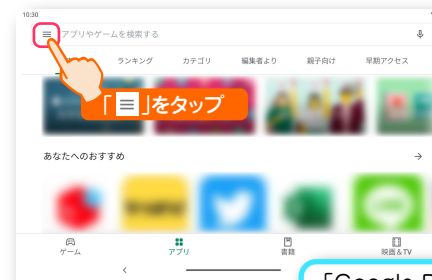 10:30
アプリやゲームを検索する
ランキング カテゴリ 編集者より 親子向け 早期アクセス
「≡」をタップ
あなたへのおすすめ
ゲーム アプリ 書籍 映画&TV
「Google P